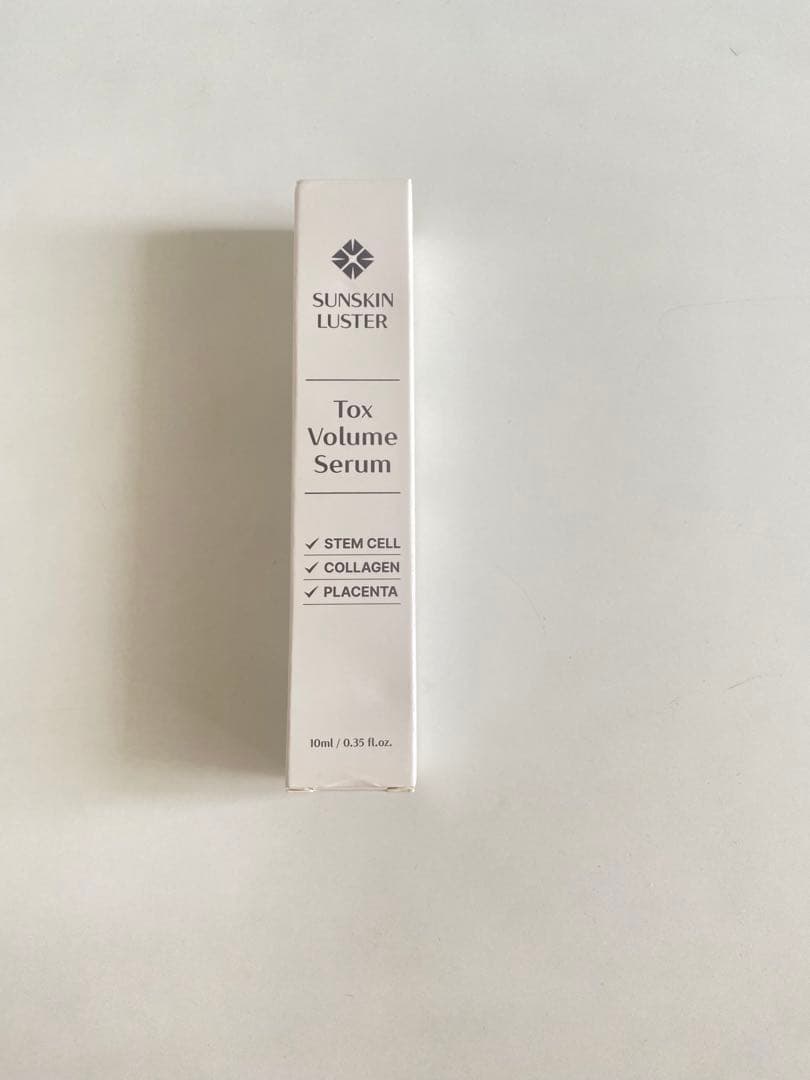 SUNSKIN
LUSTER
Tox
Volume
Serum
✓ STEM CELL
✓ COLLAGEN
✓ PLACENTA
10ml / 0.35 fl.oz.